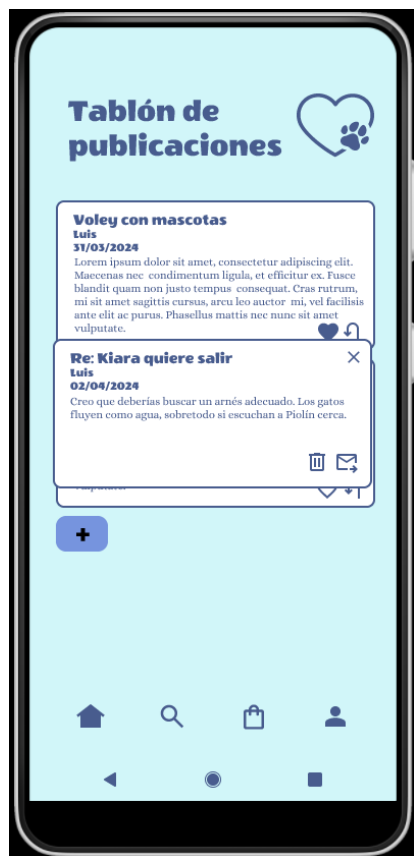 Tablón de
publicaciones
Voley con mascotas
Luis
31/03/2024
Lorem ipsum dolor sit amet, consectetur adipiscing elit.
Maecenas nec condimentum ligula, et efficitur ex. Fusce
blandit quam non justo tempus consequat. Cras rutrum,
mi sit amet sagittis cursus, arcu leo auctor mi, vel facilisis
ante elit ac purus. Phasellus mattis nec nunc sit amet
vulputate.
Re: Kiara quiere salir
Luis
02/04/2024
Creo que deberías buscar un arnés adecuado. Los gatos
fluyen como agua, sobretodo si escuchan a Piolín cerca.
+